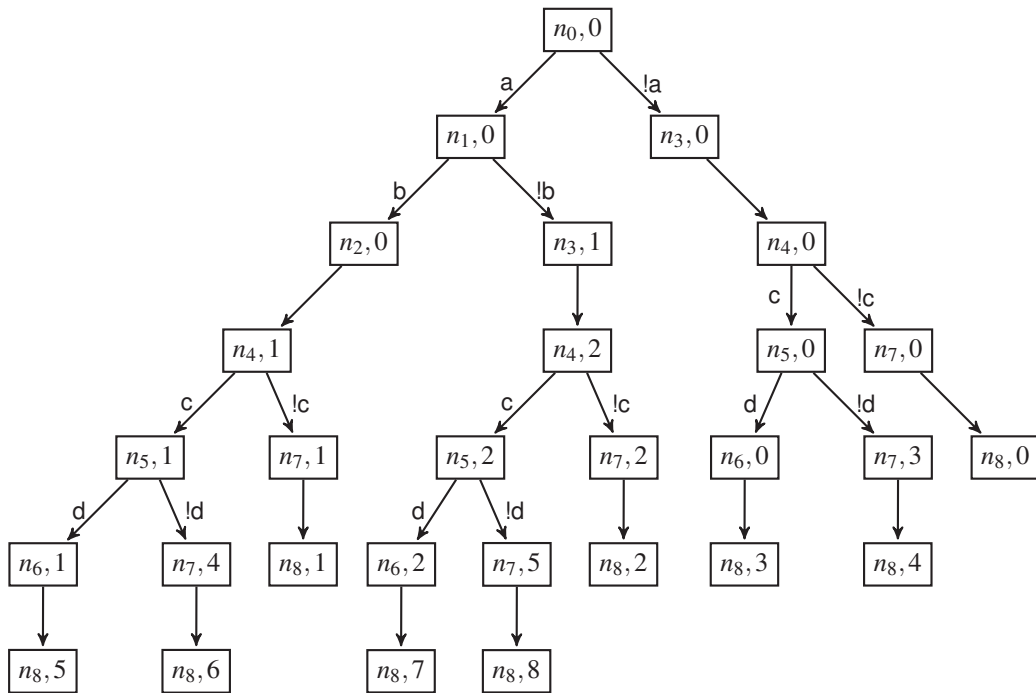 n₀, 0
a !a
n₁, 0 n₃, 0
b !b
n₂, 0 n₃, 1 n₄, 0
c !c
n₄, 1 n₄, 2 n₅, 0 n₇, 0
c !c c !c d !d
n₅, 1 n₇, 1 n₅, 2 n₇, 2 n₆, 0 n₇, 3 n₈, 0
d !d d !d
n₆, 1 n₇, 4 n₈, 1 n₆, 2 n₇, 5 n₈, 2 n₈, 3 n₈, 4
n₈, 5 n₈, 6 n₈, 7 n₈, 8